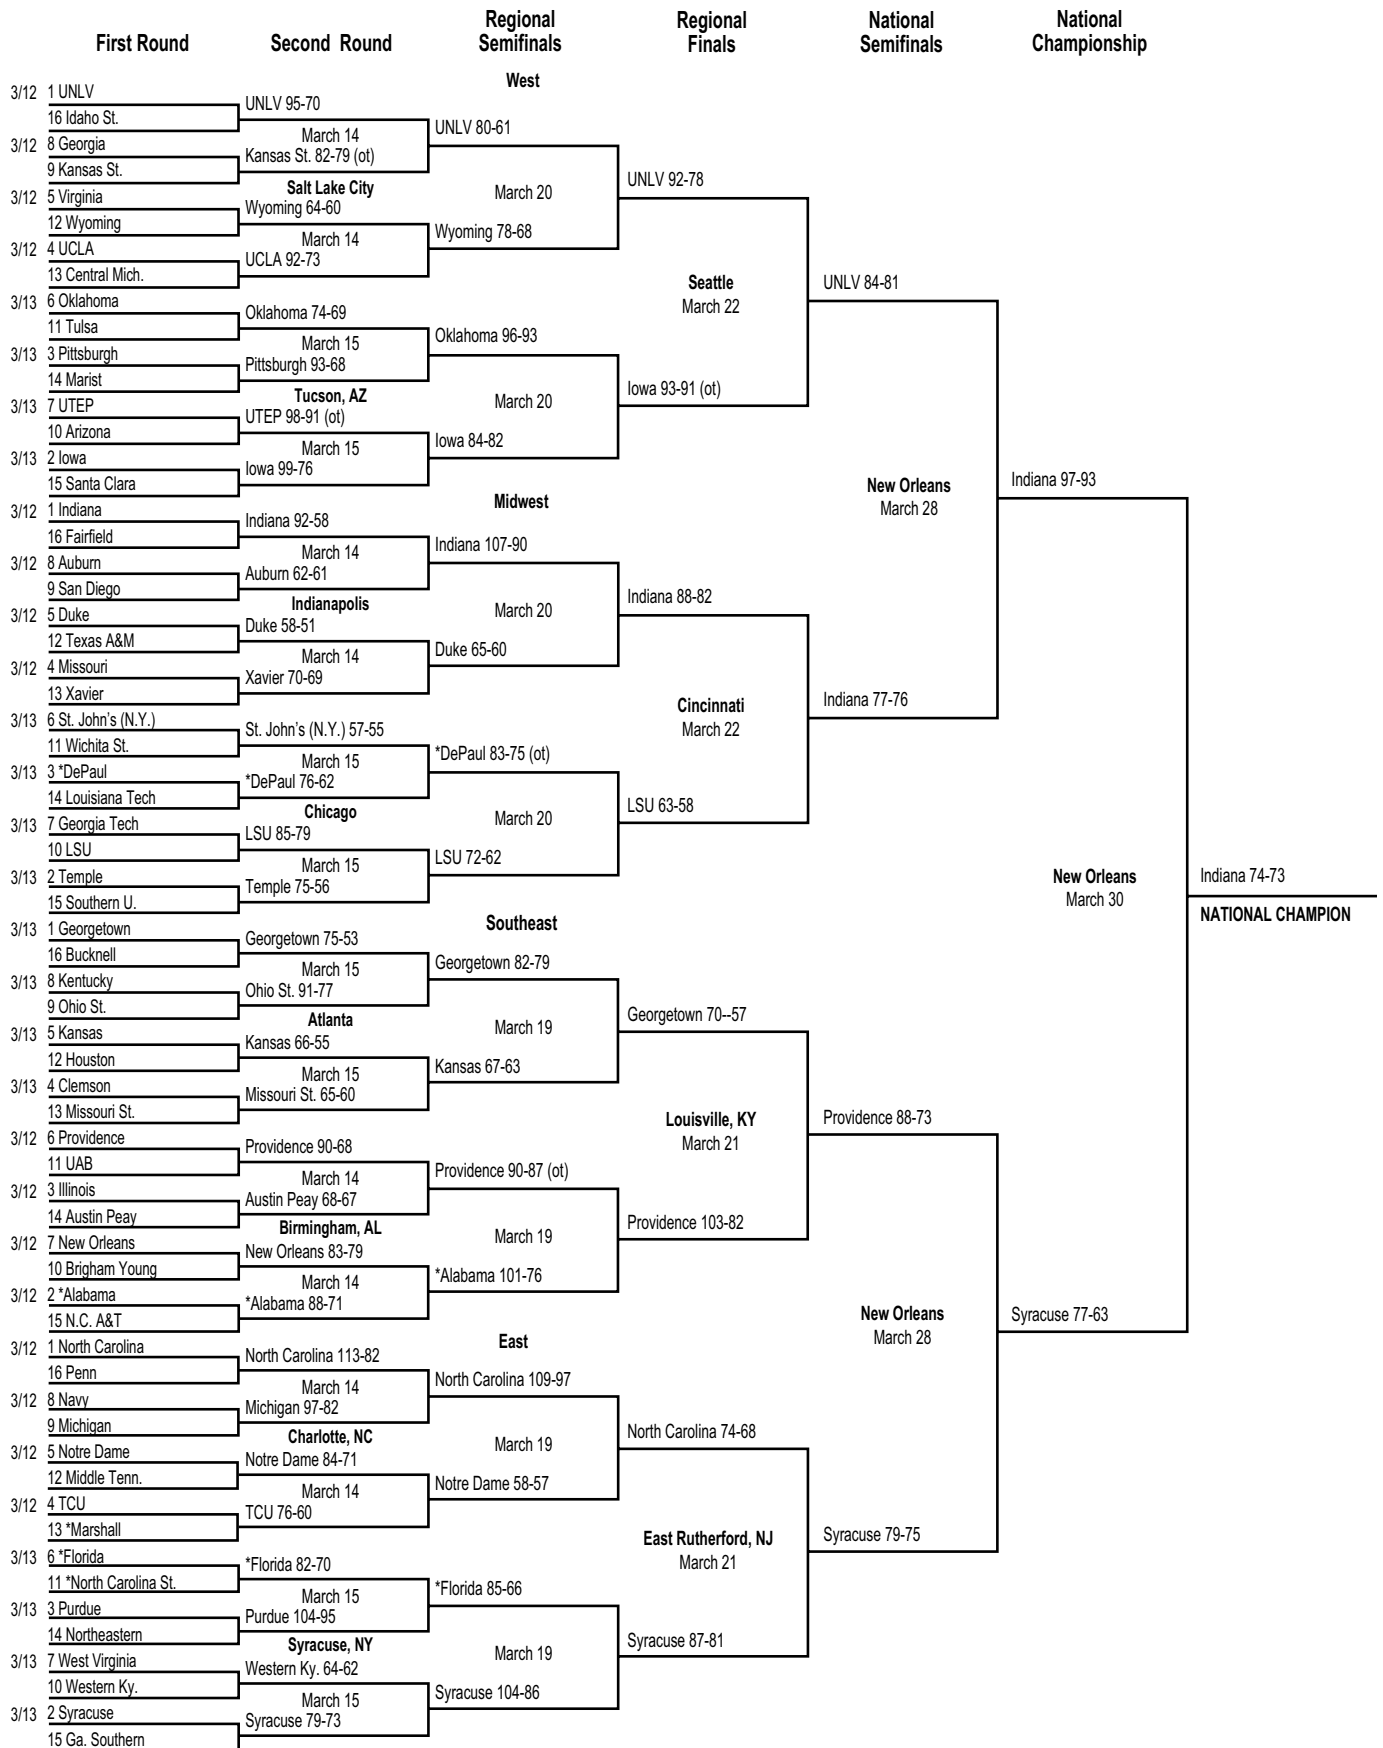 First Round
Second Round
Regional
Semifinals
Regional
Finals
National
Semifinals
National
Championship
West
3/12 1 UNLV
16 Idaho St.
3/12 8 Georgia
9 Kansas St.
3/12 5 Virginia
12 Wyoming
3/12 4 UCLA
13 Central Mich.
3/13 6 Oklahoma
11 Tulsa
3/13 3 Pittsburgh
14 Marist
3/13 7 UTEP
10 Arizona
3/13 2 Iowa
15 Santa Clara
UNLV 95-70
March 14
Kansas St. 82-79 (ot)
Salt Lake City
Wyoming 64-60
March 14
UCLA 92-73
Oklahoma 74-69
March 15
Pittsburgh 93-68
Tucson, AZ
UTEP 98-91 (ot)
March 15
Iowa 99-76
UNLV 80-61
March 20
Wyoming 78-68
Oklahoma 96-93
March 20
Iowa 84-82
UNLV 92-78
Seattle
March 22
Iowa 93-91 (ot)
UNLV 84-81
Midwest
3/12 1 Indiana
16 Fairfield
3/12 8 Auburn
9 San Diego
3/12 5 Duke
12 Texas A&M
3/12 4 Missouri
13 Xavier
3/13 6 St. John's (N.Y.)
11 Wichita St.
3/13 3 *DePaul
14 Louisiana Tech
3/13 7 Georgia Tech
10 LSU
3/13 2 Temple
15 Southern U.
Indiana 92-58
March 14
Auburn 62-61
Indianapolis
Duke 58-51
March 14
Xavier 70-69
St. John's (N.Y.) 57-55
March 15
*DePaul 76-62
Chicago
LSU 85-79
March 15
Temple 75-56
Indiana 107-90
March 20
Duke 65-60
*DePaul 83-75 (ot)
March 20
LSU 72-62
Indiana 88-82
Cincinnati
March 22
LSU 63-58
Indiana 77-76
New Orleans
March 28
Indiana 97-93
Southeast
3/13 1 Georgetown
16 Bucknell
3/13 8 Kentucky
9 Ohio St.
3/13 5 Kansas
12 Houston
3/13 4 Clemson
13 Missouri St.
3/12 6 Providence
11 UAB
3/12 3 Illinois
14 Austin Peay
3/12 7 New Orleans
10 Brigham Young
3/12 2 *Alabama
15 N.C. A&T
Georgetown 75-53
March 15
Ohio St. 91-77
Atlanta
Kansas 66-55
March 15
Missouri St. 65-60
Providence 90-68
March 14
Austin Peay 68-67
Birmingham, AL
New Orleans 83-79
March 14
*Alabama 88-71
Georgetown 82-79
March 19
Kansas 67-63
Providence 90-87 (ot)
March 19
*Alabama 101-76
Georgetown 70--57
Louisville, KY
March 21
Providence 103-82
Providence 88-73
East
3/12 1 North Carolina
16 Penn
3/12 8 Navy
9 Michigan
3/12 5 Notre Dame
12 Middle Tenn.
3/12 4 TCU
13 *Marshall
3/13 6 *Florida
11 *North Carolina St.
3/13 3 Purdue
14 Northeastern
3/13 7 West Virginia
10 Western Ky.
3/13 2 Syracuse
15 Ga. Southern
North Carolina 113-82
March 14
Michigan 97-82
Charlotte, NC
Notre Dame 84-71
March 14
TCU 76-60
*Florida 82-70
March 15
Purdue 104-95
Syracuse, NY
Western Ky. 64-62
March 15
Syracuse 79-73
North Carolina 109-97
March 19
Notre Dame 58-57
*Florida 85-66
March 19
Syracuse 104-86
North Carolina 74-68
East Rutherford, NJ
March 21
Syracuse 87-81
Syracuse 79-75
New Orleans
March 28
Syracuse 77-63
New Orleans
March 30
Indiana 74-73
NATIONAL CHAMPION